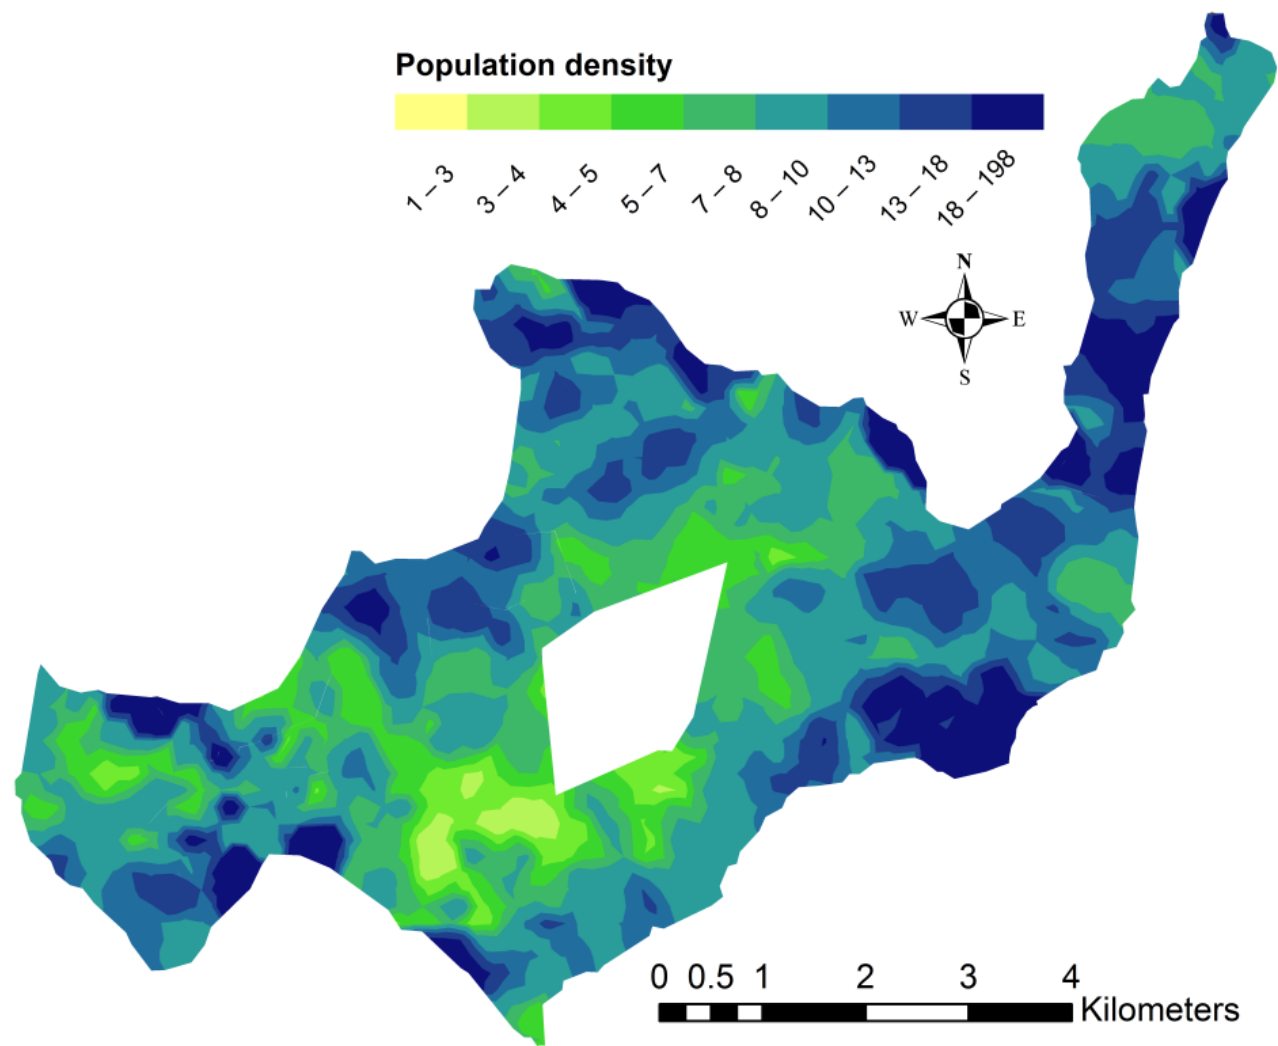 Population density
1 – 3
3 – 4
4 – 5
5 – 7
7 – 8
8 – 10
10 – 13
13 – 18
18 – 198
N
W E
S
0 0.5 1 2 3 4
Kilometers